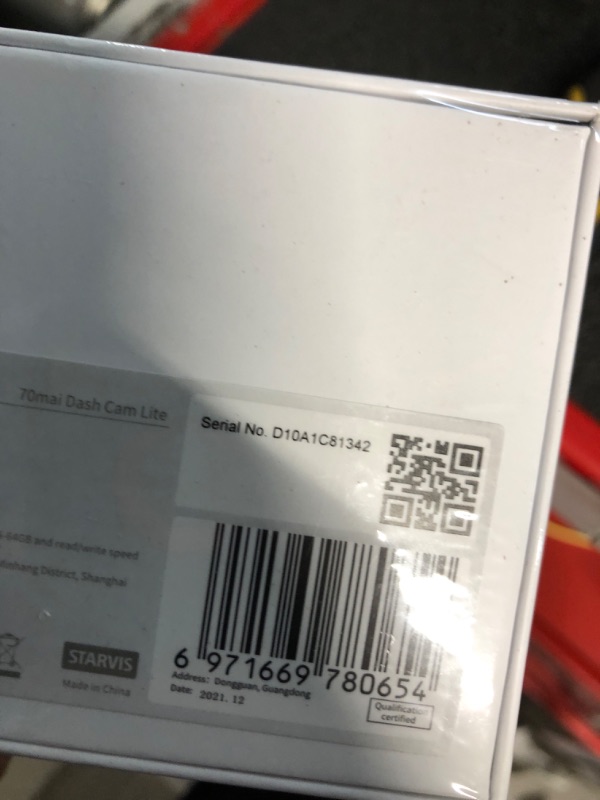 70mai Dash Cam Lite
Serial No. D10A1C81342
64GB and read/write speed
District, Shanghai
STARVIS
Made in China
6 971669 780654
Address: Dongguan, Guangdong
Date: 2021.12
Qualification
certified